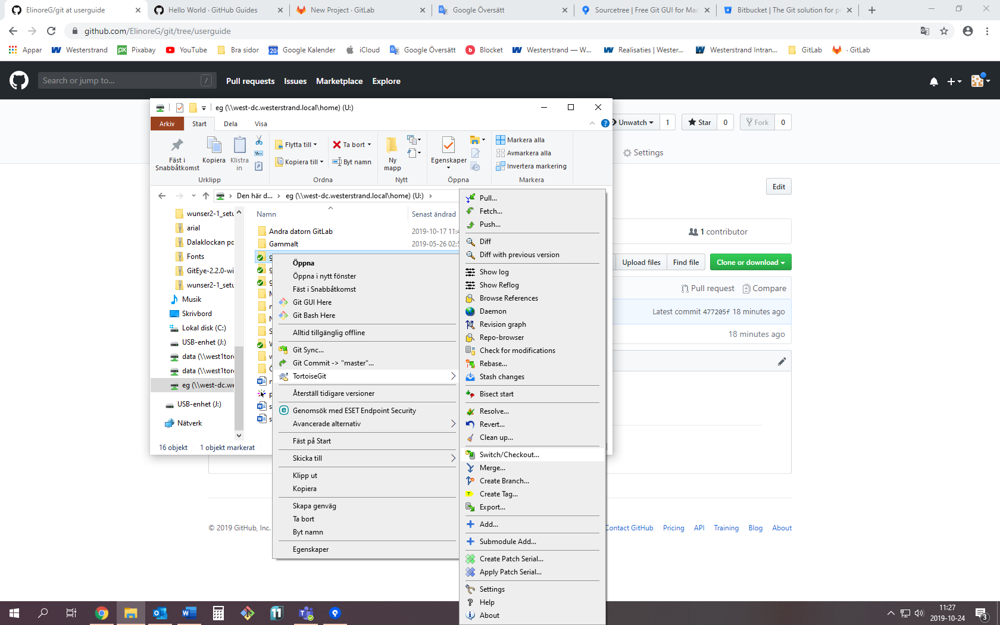 ElinoreG/git at userguide
Hello World · GitHub Guides
New Project · GitLab
Google Översätt
Sourcetree | Free Git GUI for Mac
Bitbucket | The Git solution for pr
github.com/ElinoreG/git/tree/userguide
Appar
Westerstrand
Pixabay
YouTube
Bra sidor
Google Kalender
iCloud
Google Översätt
Blocket
Westerstrand — W...
Realisaties | Wester...
Westerstrand Intran...
GitLab
· GitLab
Search or jump to...
/
Pull requests
Issues
Marketplace
Explore
eg (\\west-dc.westerstrand.local\home) (U:)
Unwatch
1
Star
0
Fork
0
Arkiv
Start
Dela
Visa
Fäst i
Snabbåtkomst
Kopiera
Klistra
in
Flytta till
Kopiera till
Ta bort
Byt namn
Ny
mapp
Egenskaper
Markera alla
Avmarkera alla
Invertera markering
Urklipp
Ordna
Nytt
Öppna
Markera
Settings
Edit
Den här d...
eg (\\west-dc.westerstrand.local\home) (U:)
Namn
Senast ändrad
wunser2-1_setu
arial
Dalaklockan pd
Fonts
GitEye-2.2.0-wi
wunser2-1_setu
Musik
Skrivbord
Lokal disk (C:)
USB-enhet (J:)
data (\\west1tor
data (\\west1tor
eg (\\west-dc.we
USB-enhet (J:)
Nätverk
Andra datorn GitLab
2019-10-17 11:4
Gammalt
2019-05-26 02:5
16 objekt
1 objekt markerat
Öppna
Öppna i nytt fönster
Fäst i Snabbåtkomst
Git GUI Here
Git Bash Here
Alltid tillgänglig offline
Git Sync...
Git Commit -> "master"...
TortoiseGit
Återställ tidigare versioner
Genomsök med ESET Endpoint Security
Avancerade alternativ
Fäst på Start
Skicka till
Klipp ut
Kopiera
Skapa genväg
Ta bort
Byt namn
Egenskaper
Pull...
Fetch...
Push...
Diff
Diff with previous version
Show log
Show Reflog
Browse References
Daemon
Revision graph
Repo-browser
Check for modifications
Rebase...
Stash changes
Bisect start
Resolve...
Revert...
Clean up...
Switch/Checkout...
Merge...
Create Branch...
Create Tag...
Export...
Add...
Submodule Add...
Create Patch Serial...
Apply Patch Serial...
Settings
Help
About
1 contributor
Upload files
Find file
Clone or download
Pull request
Compare
Latest commit 477205f 18 minutes ago
18 minutes ago
© 2019 GitHub, Inc.
Contact GitHub
Pricing
API
Training
Blog
About
11:27
2019-10-24
3